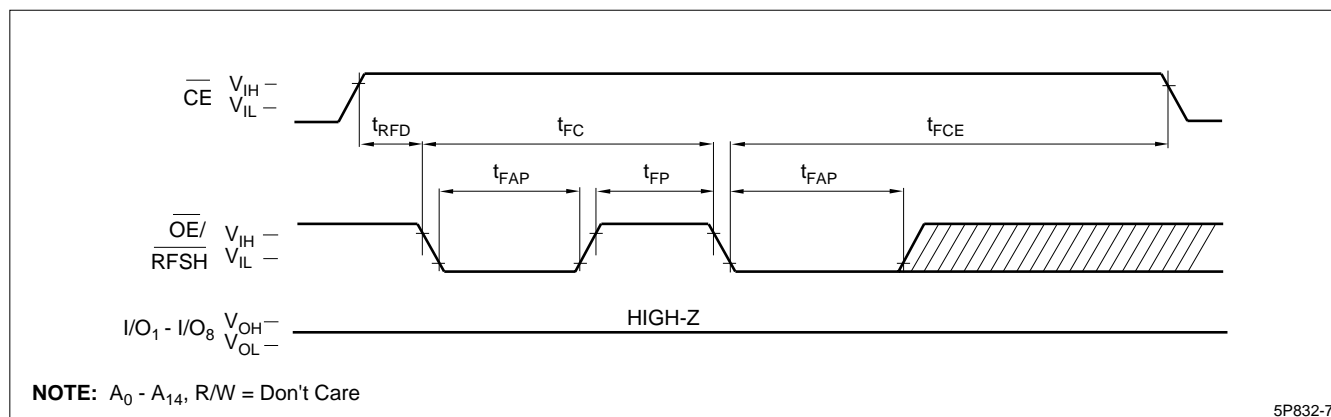 CE V_IH
V_IL
t_RFD t_FC t_FCE
t_FAP t_FP t_FAP
OE/ V_IH
RFSH V_IL
HIGH-Z
I/O_1 - I/O_8 V_OH
V_OL
NOTE: A_0 - A_14, R/W = Don't Care
5P832-7